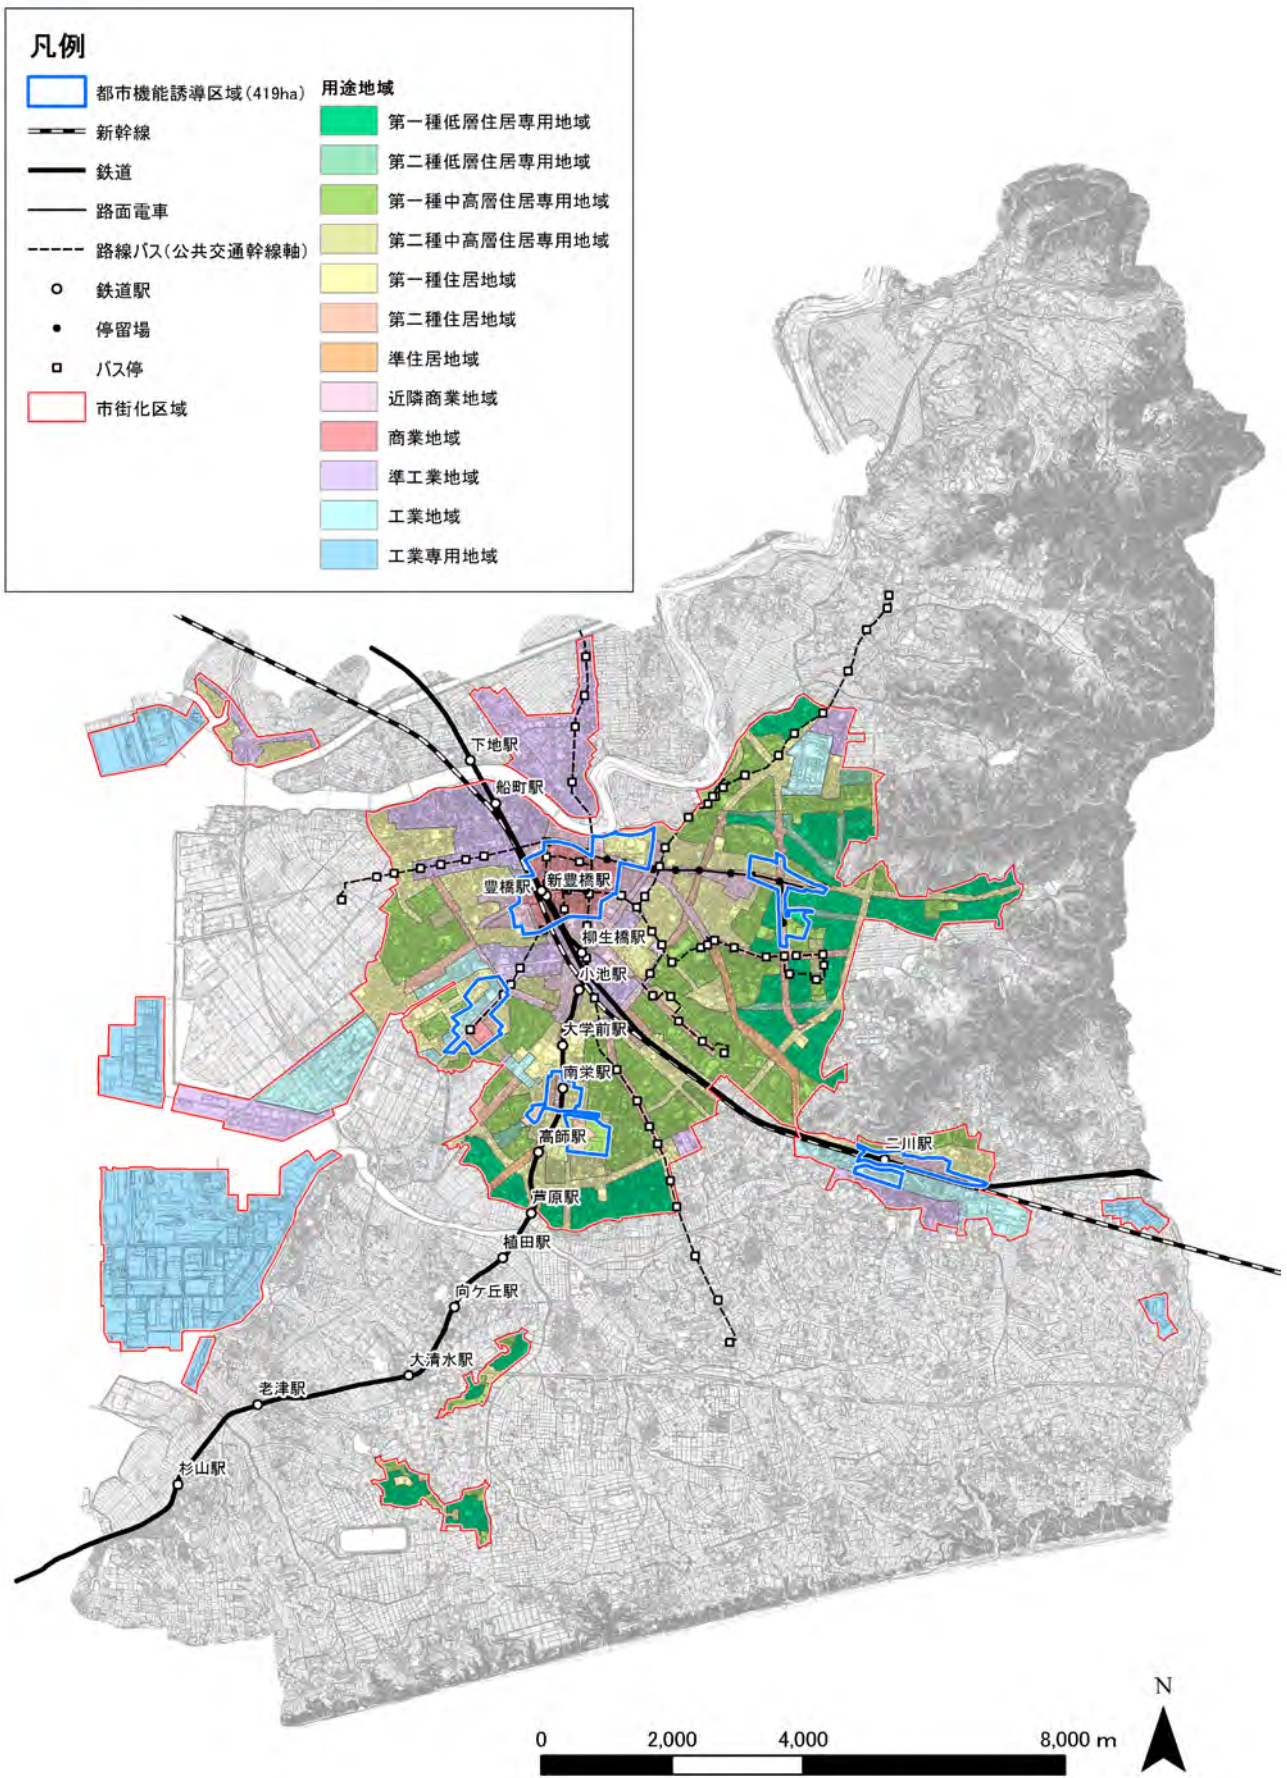 凡例
都市機能誘導区域(419ha)
新幹線
鉄道
路面電車
路線バス(公共交通幹線軸)
鉄道駅
停留場
バス停
市街化区域
用途地域
第一種低層住居専用地域
第二種低層住居専用地域
第一種中高層住居専用地域
第二種中高層住居専用地域
第一種住居地域
第二種住居地域
準住居地域
近隣商業地域
商業地域
準工業地域
工業地域
工業専用地域
下地駅
船町駅
豊橋駅
新豊橋駅
柳生橋駅
小池駅
大学前駅
南栄駅
高師駅
二川駅
芦原駅
植田駅
向ケ丘駅
大清水駅
老津駅
杉山駅
N
0 2,000 4,000 8,000 m